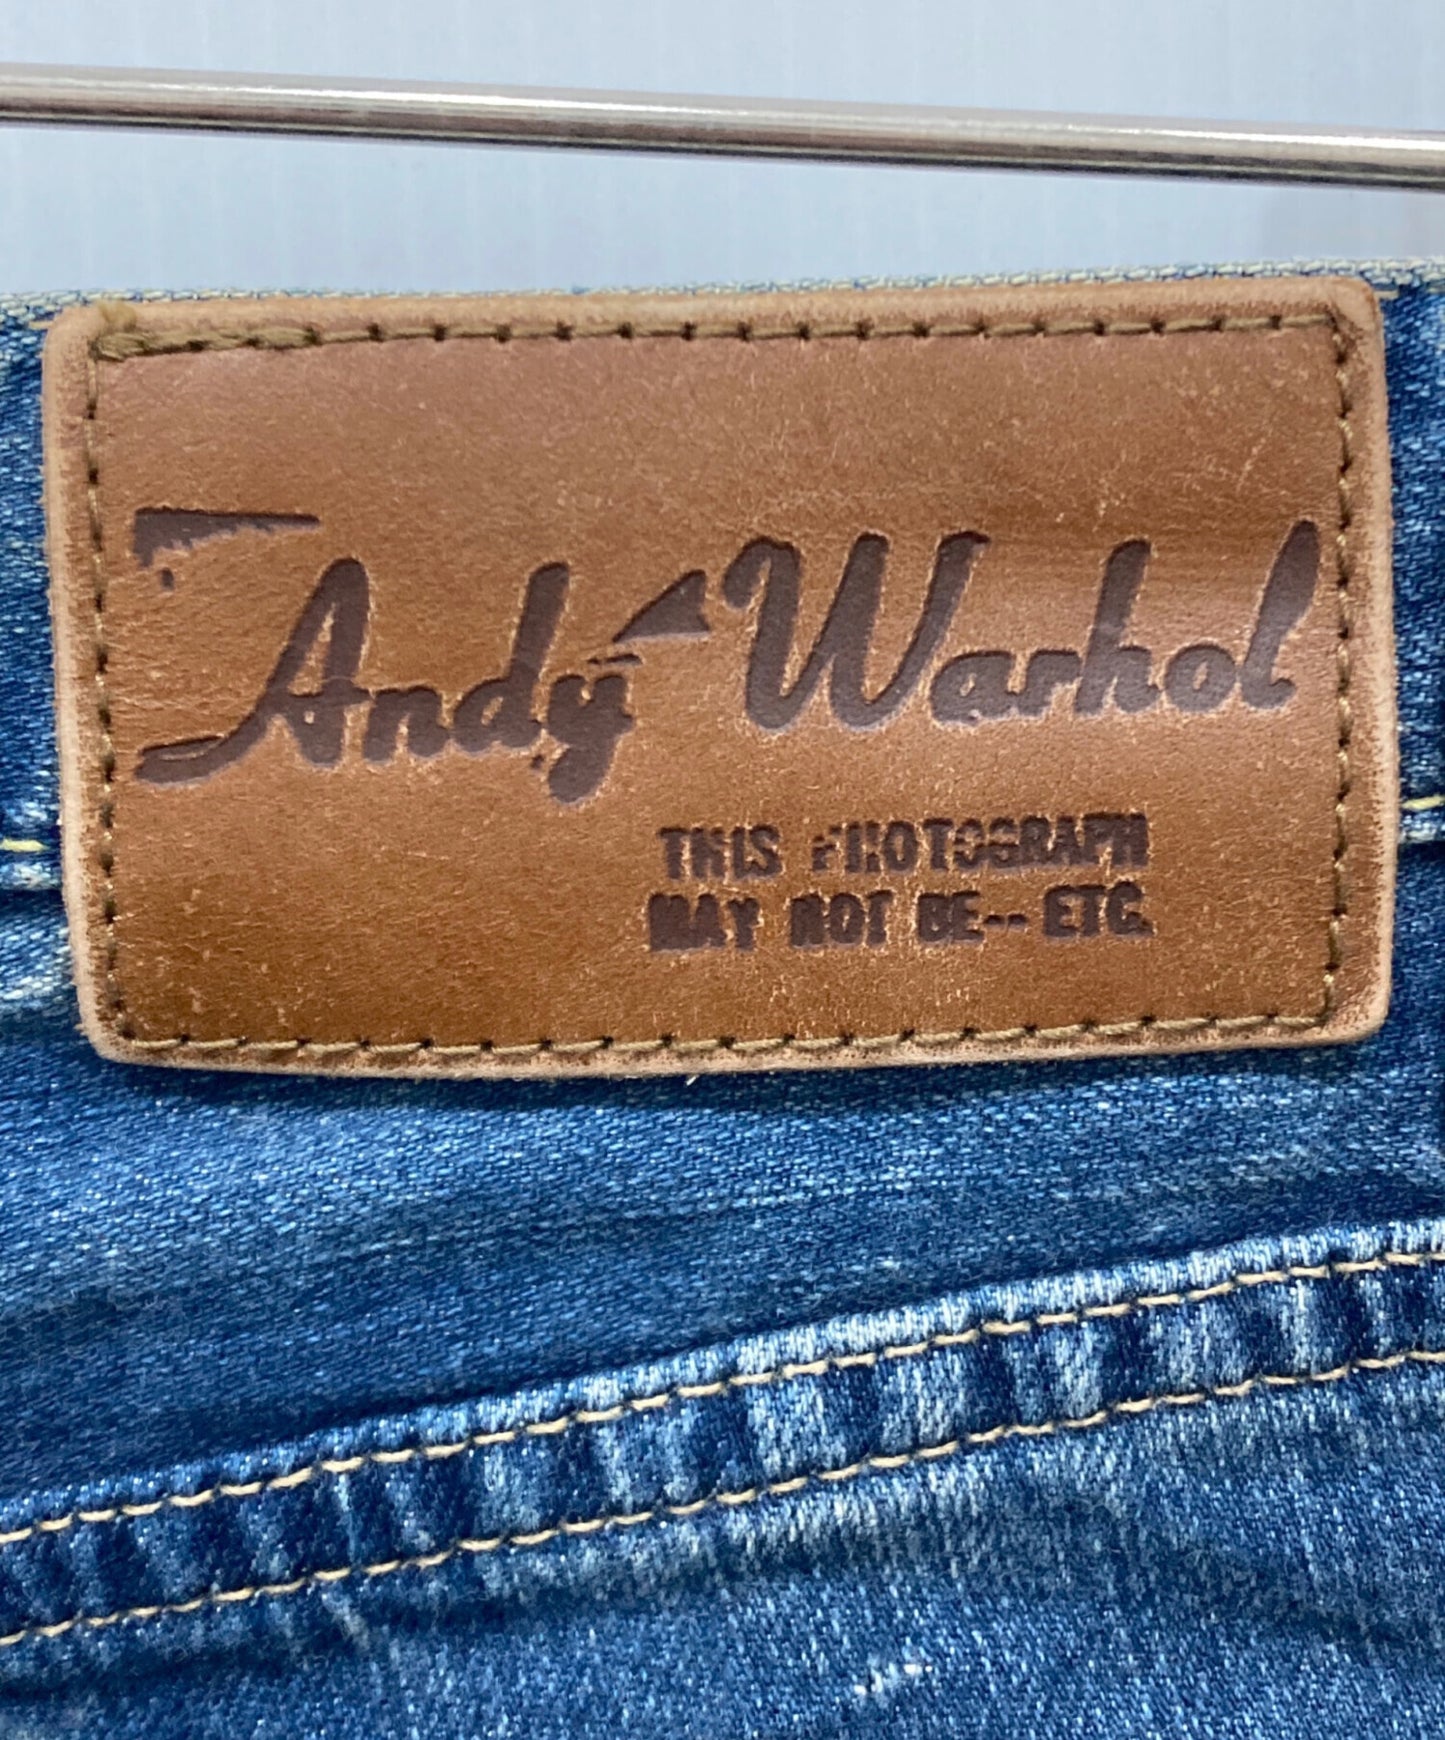 Andy Warhol
THIS PHOTOGRAPH
MAY NOT BE-- ETC.